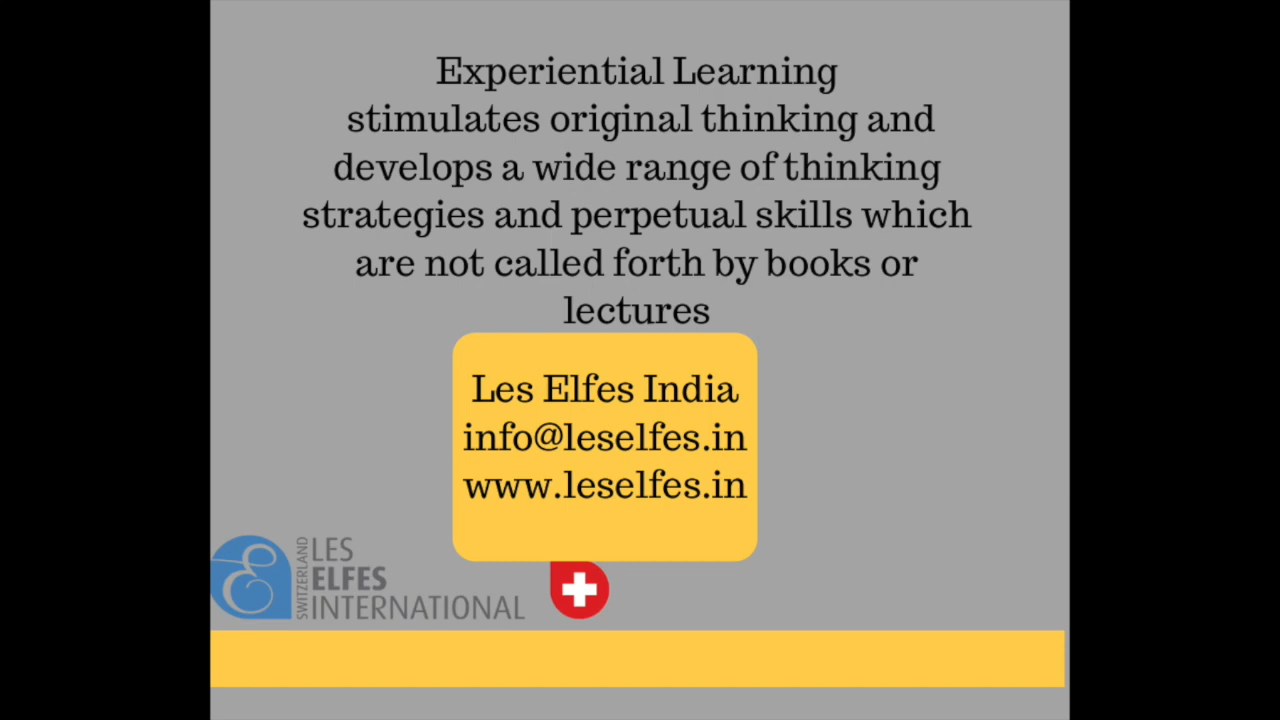 Experiential Learning
stimulates original thinking and
develops a wide range of thinking
strategies and perpetual skills which
are not called forth by books or
lectures
Les Elfes India
info@leselfes.in
www.leselfes.in
E
SWITZERLAND
LES
ELFES
INTERNATIONAL